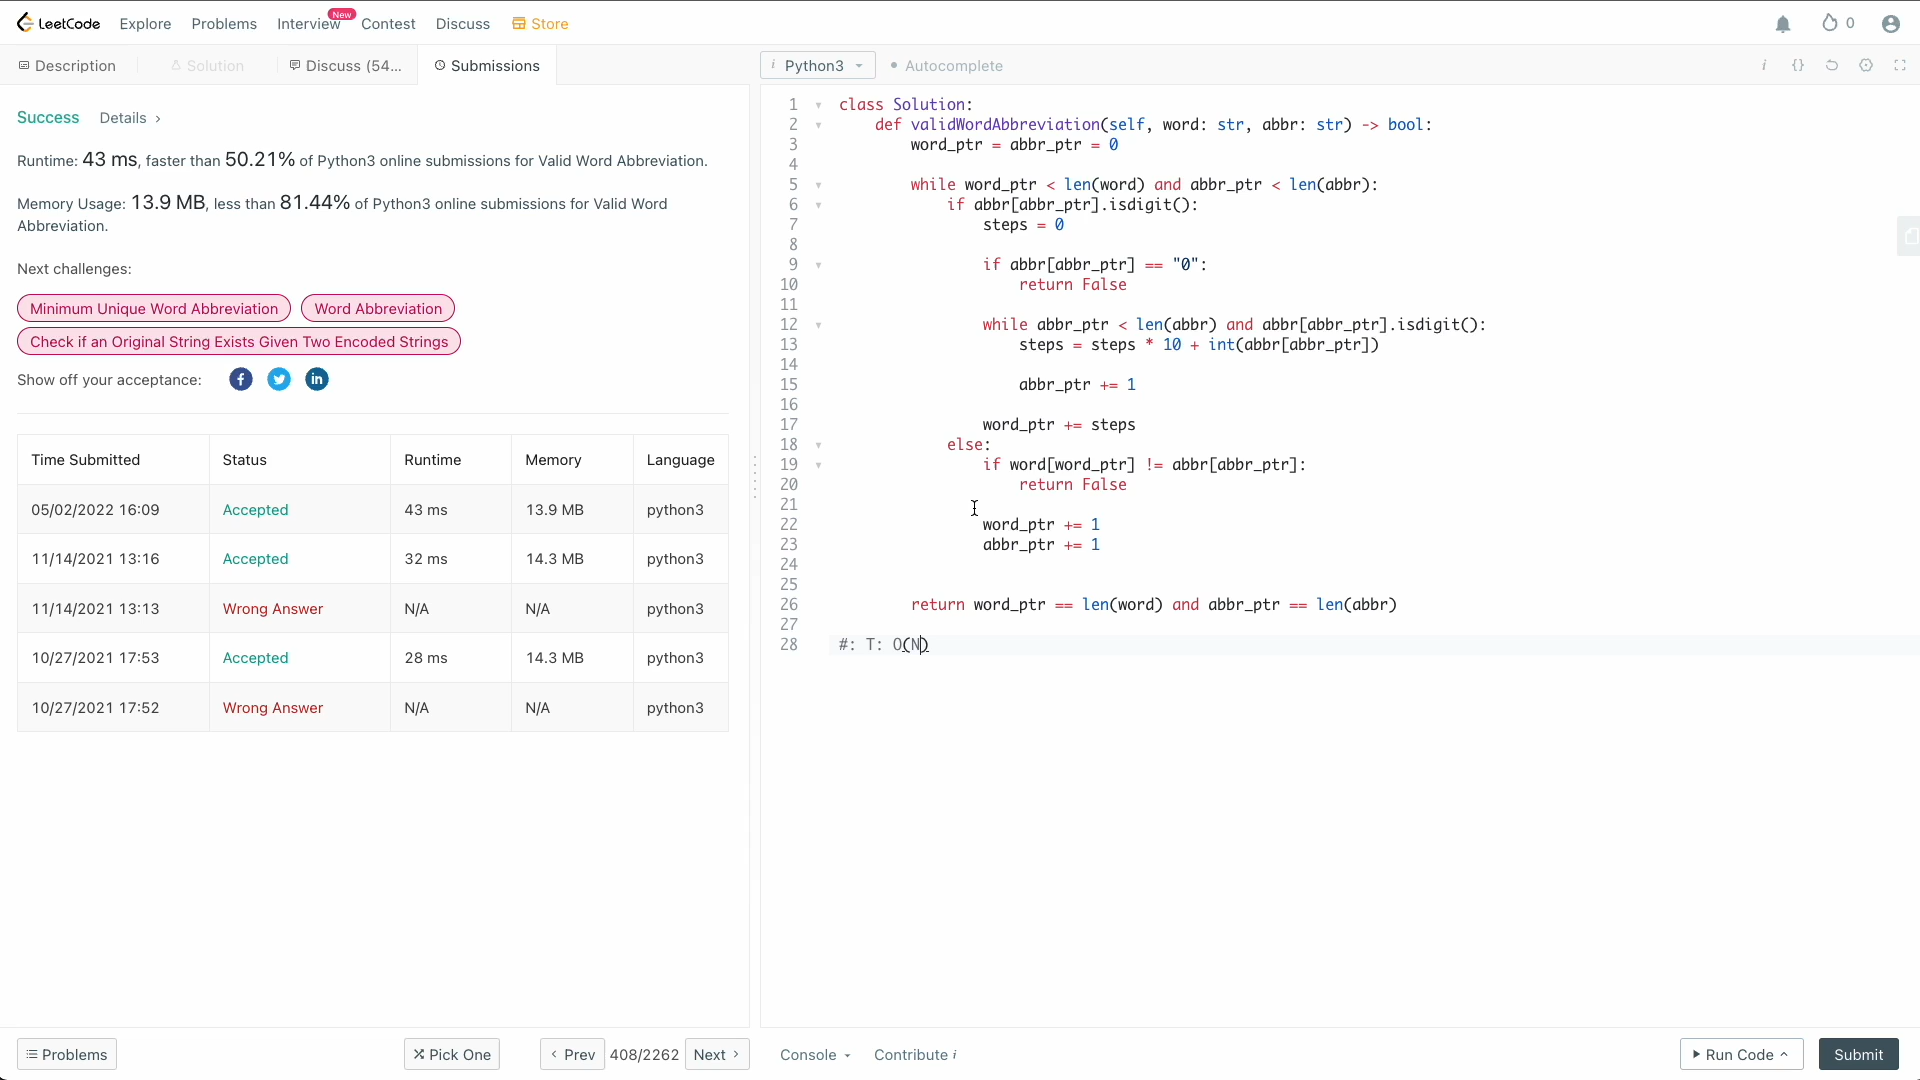 LeetCode Explore Problems Interview New Contest Discuss Store 0
Description Solution Discuss (54... Submissions
i Python3 Autocomplete i {}
Success Details >
Runtime: 43 ms, faster than 50.21% of Python3 online submissions for Valid Word Abbreviation.
Memory Usage: 13.9 MB, less than 81.44% of Python3 online submissions for Valid Word
Abbreviation.
Next challenges:
Minimum Unique Word Abbreviation Word Abbreviation
Check if an Original String Exists Given Two Encoded Strings
Show off your acceptance:
Time Submitted Status Runtime Memory Language
05/02/2022 16:09 Accepted 43 ms 13.9 MB python3
11/14/2021 13:16 Accepted 32 ms 14.3 MB python3
11/14/2021 13:13 Wrong Answer N/A N/A python3
10/27/2021 17:53 Accepted 28 ms 14.3 MB python3
10/27/2021 17:52 Wrong Answer N/A N/A python3
1 class Solution:
2 def validWordAbbreviation(self, word: str, abbr: str) -> bool:
3 word_ptr = abbr_ptr = 0
4
5 while word_ptr < len(word) and abbr_ptr < len(abbr):
6 if abbr[abbr_ptr].isdigit():
7 steps = 0
8
9 if abbr[abbr_ptr] == "0":
10 return False
11
12 while abbr_ptr < len(abbr) and abbr[abbr_ptr].isdigit():
13 steps = steps * 10 + int(abbr[abbr_ptr])
14
15 abbr_ptr += 1
16
17 word_ptr += steps
18 else:
19 if word[word_ptr] != abbr[abbr_ptr]:
20 return False
21
22 word_ptr += 1
23 abbr_ptr += 1
24
25
26 return word_ptr == len(word) and abbr_ptr == len(abbr)
27
28 #: T: O(N)
Problems Pick One < Prev 408/2262 Next > Console Contribute i Run Code Submit